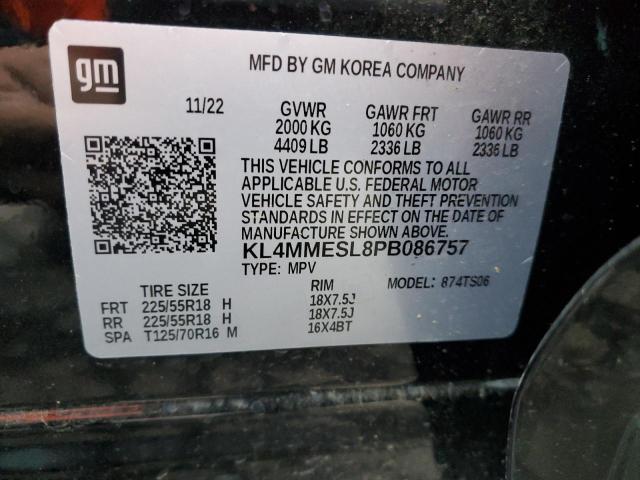 gm
MFD BY GM KOREA COMPANY
11/22 GVWR GAWR FRT GAWR RR
2000 KG 1060 KG 1060 KG
4409 LB 2336 LB 2336 LB
THIS VEHICLE CONFORMS TO ALL
APPLICABLE U.S. FEDERAL MOTOR
VEHICLE SAFETY AND THEFT PREVENTION
STANDARDS IN EFFECT ON THE DATE OF
MANUFACTURE SHOWN ABOVE.
KL4MMESL8PB086757
TYPE: MPV MODEL: 874TS06
TIRE SIZE RIM
FRT 225/55R18 H 18X7.5J
RR 225/55R18 H 18X7.5J
SPA T125/70R16 M 16X4BT